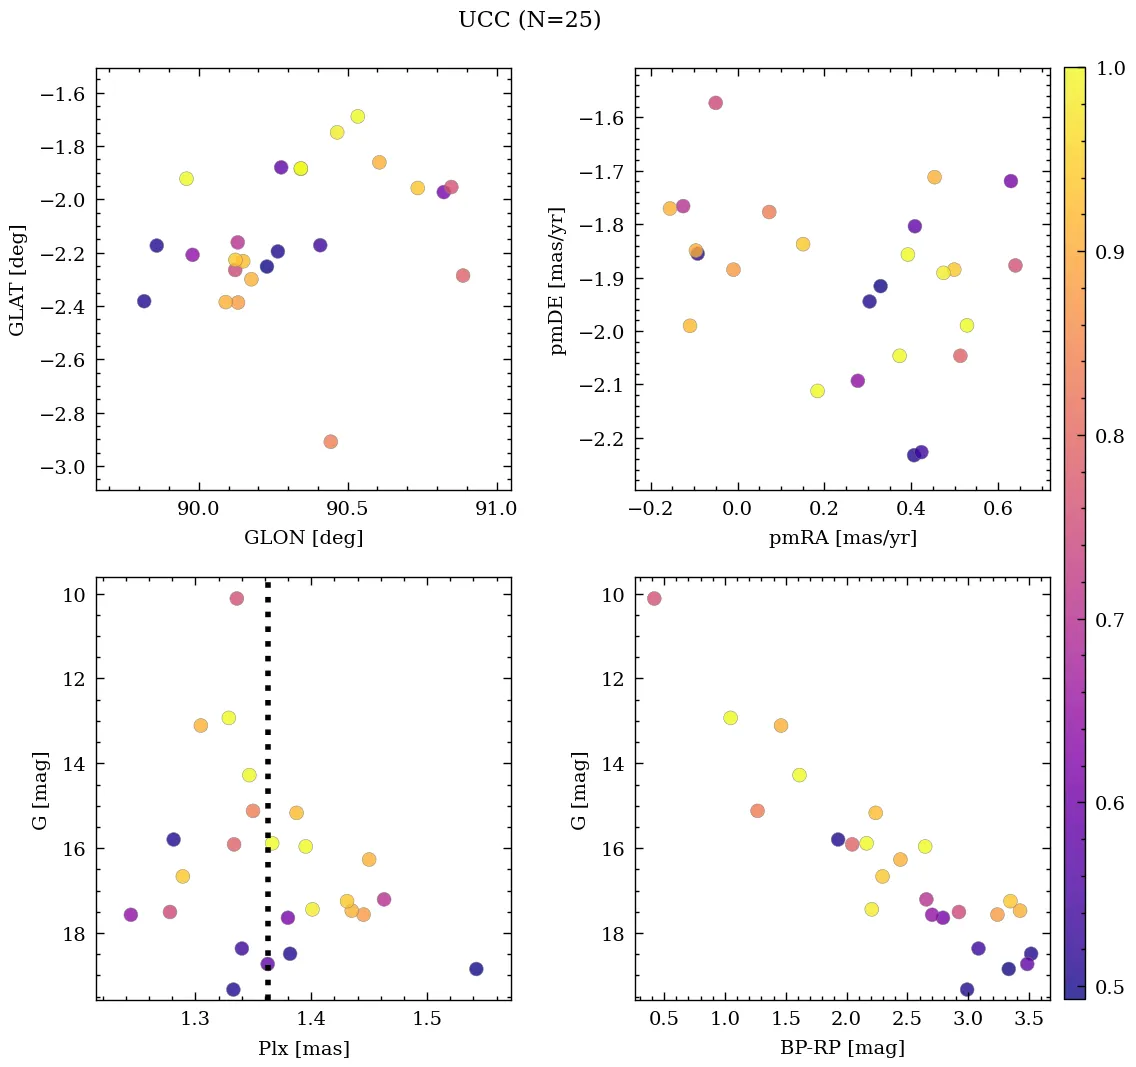 UCC (N=25)
−1.6
−1.8
−2.0
−2.2
−2.4
−2.6
−2.8
−3.0
GLAT [deg]
90.0 90.5 91.0
GLON [deg]
−1.6
−1.7
−1.8
−1.9
−2.0
−2.1
−2.2
pmDE [mas/yr]
−0.2 0.0 0.2 0.4 0.6
pmRA [mas/yr]
10
12
14
16
18
G [mag]
1.3 1.4 1.5
Plx [mas]
10
12
14
16
18
G [mag]
0.5 1.0 1.5 2.0 2.5 3.0 3.5
BP-RP [mag]
1.0
0.9
0.8
0.7
0.6
0.5